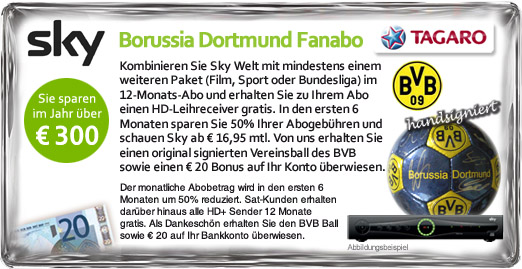 sky
Borussia Dortmund Fanabo
TAGARO
Kombinieren Sie Sky Welt mit mindestens einem
weiteren Paket (Film, Sport oder Bundesliga) im
12-Monats-Abo und erhalten Sie zu Ihrem Abo
einen HD-Leihreceiver gratis. In den ersten 6
Monaten sparen Sie 50% Ihrer Abogebühren und
schauen Sky ab € 16,95 mtl. Von uns erhalten Sie
einen original signierten Vereinsball des BVB
sowie einen € 20 Bonus auf Ihr Konto überwiesen.
Sie sparen
im Jahr über
€ 300
BVB
09
handsigniert
Borussia Dortmund
Der monatliche Abobetrag wird in den ersten 6
Monaten um 50% reduziert. Sat-Kunden erhalten
darüber hinaus alle HD+ Sender 12 Monate
gratis. Als Dankeschön erhalten Sie den BVB Ball
sowie € 20 auf Ihr Bankkonto überwiesen.
20
sky
Abbildungsbeispiel